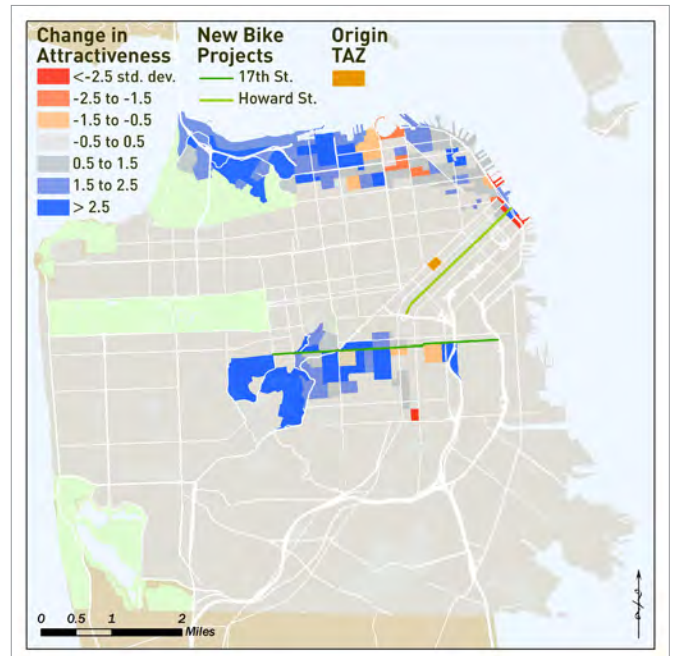 Change in
Attractiveness
<-2.5 std. dev.
-2.5 to -1.5
-1.5 to -0.5
-0.5 to 0.5
0.5 to 1.5
1.5 to 2.5
> 2.5
New Bike
Projects
17th St.
Howard St.
Origin
TAZ
0 0.5 1 2
Miles